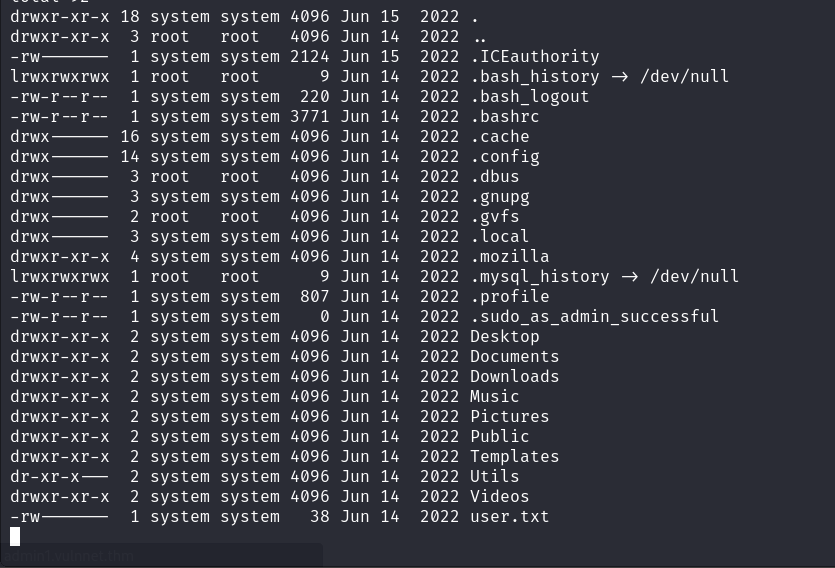 drwxr-xr-x 18 system system 4096 Jun 15  2022 .
drwxr-xr-x  3 root   root   4096 Jun 14  2022 ..
-rw-------  1 system system 2124 Jun 15  2022 .ICEauthority
lrwxrwxrwx  1 root   root      9 Jun 14  2022 .bash_history -> /dev/null
-rw-r--r--  1 system system  220 Jun 14  2022 .bash_logout
-rw-r--r--  1 system system 3771 Jun 14  2022 .bashrc
drwx------ 16 system system 4096 Jun 14  2022 .cache
drwx------ 14 system system 4096 Jun 14  2022 .config
drwx------  3 root   root   4096 Jun 14  2022 .dbus
drwx------  3 system system 4096 Jun 14  2022 .gnupg
drwx------  2 root   root   4096 Jun 14  2022 .gvfs
drwx------  3 system system 4096 Jun 14  2022 .local
drwxr-xr-x  4 system system 4096 Jun 14  2022 .mozilla
lrwxrwxrwx  1 root   root      9 Jun 14  2022 .mysql_history -> /dev/null
-rw-r--r--  1 system system  807 Jun 14  2022 .profile
-rw-r--r--  1 system system    0 Jun 14  2022 .sudo_as_admin_successful
drwxr-xr-x  2 system system 4096 Jun 14  2022 Desktop
drwxr-xr-x  2 system system 4096 Jun 14  2022 Documents
drwxr-xr-x  2 system system 4096 Jun 14  2022 Downloads
drwxr-xr-x  2 system system 4096 Jun 14  2022 Music
drwxr-xr-x  2 system system 4096 Jun 14  2022 Pictures
drwxr-xr-x  2 system system 4096 Jun 14  2022 Public
drwxr-xr-x  2 system system 4096 Jun 14  2022 Templates
dr-xr-x---  2 system system 4096 Jun 14  2022 Utils
drwxr-xr-x  2 system system 4096 Jun 14  2022 Videos
-rw-------  1 system system   38 Jun 14  2022 user.txt